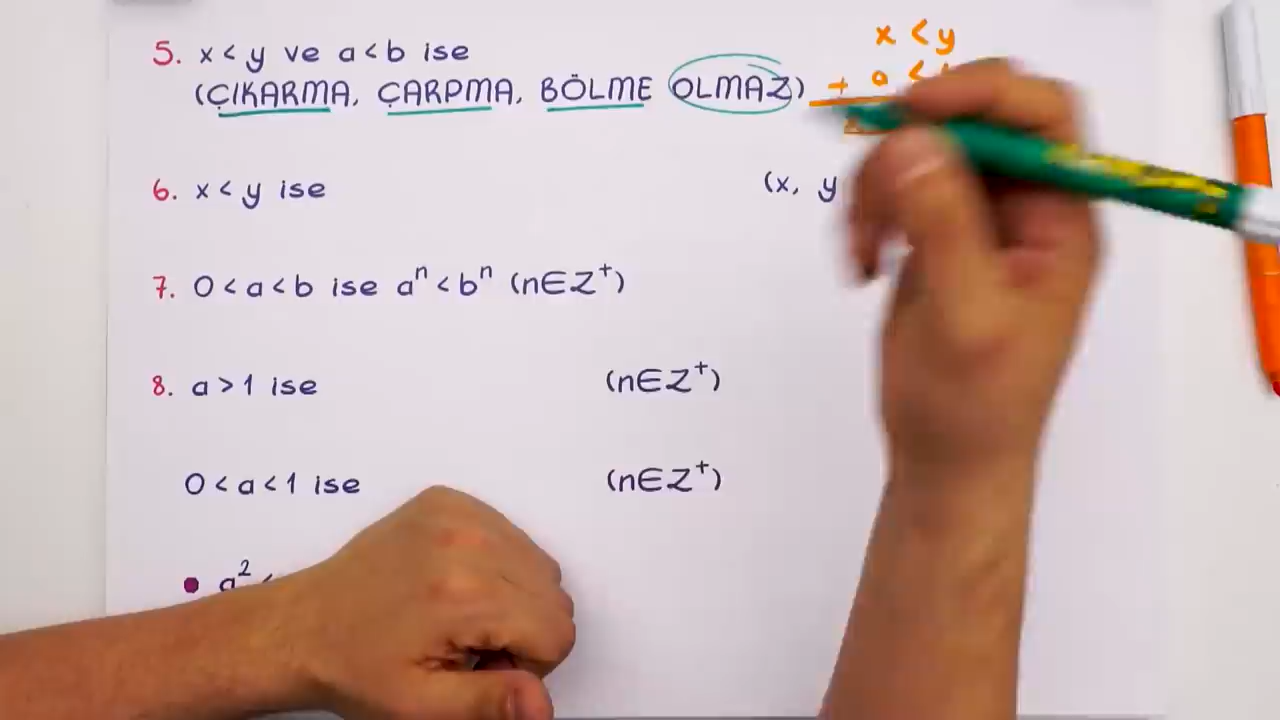 5. x < y ve a < b ise
(ÇIKARMA, ÇARPMA, BÖLME OLMAZ)
x < y
+ a <
6. x < y ise (x, y
7. 0 < a < b ise aⁿ < bⁿ (n∈Z⁺)
8. a > 1 ise (n∈Z⁺)
0 < a < 1 ise (n∈Z⁺)
• a² <